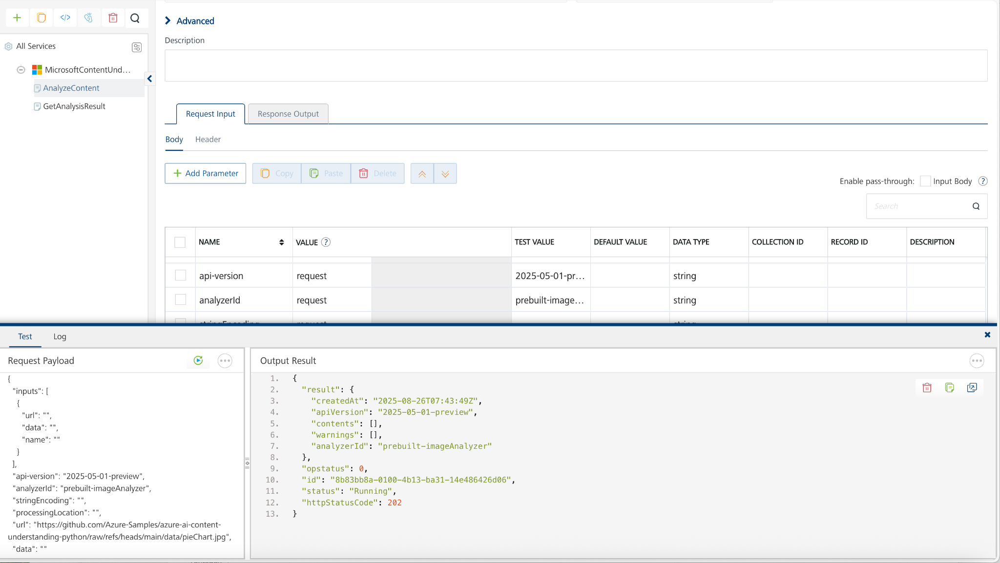 All Services
MicrosoftContentUnd...
AnalyzeContent
GetAnalysisResult
Advanced
Description
Request Input
Response Output
Body
Header
Add Parameter
Copy
Paste
Delete
Enable pass-through:
Input Body
Search
NAME
VALUE
TEST VALUE
DEFAULT VALUE
DATA TYPE
COLLECTION ID
RECORD ID
DESCRIPTION
api-version
request
2025-05-01-pr...
string
analyzerId
request
prebuilt-image...
string
Test
Log
Request Payload
{
"inputs": [
{
"url": "",
"data": "",
"name": ""
}
],
"api-version": "2025-05-01-preview",
"analyzerId": "prebuilt-imageAnalyzer",
"stringEncoding": "",
"processingLocation": "",
"url": "https://github.com/Azure-Samples/azure-ai-content-
understanding-python/raw/refs/heads/main/data/pieChart.jpg",
"data": ""
Output Result
1. {
2. "result": {
3. "createdAt": "2025-08-26T07:43:49Z",
4. "apiVersion": "2025-05-01-preview",
5. "contents": [],
6. "warnings": [],
7. "analyzerId": "prebuilt-imageAnalyzer"
8. },
9. "opstatus": 0,
10. "id": "8b83bb8a-0100-4b13-ba31-14e486426d06",
11. "status": "Running",
12. "httpStatusCode": 202
13. }